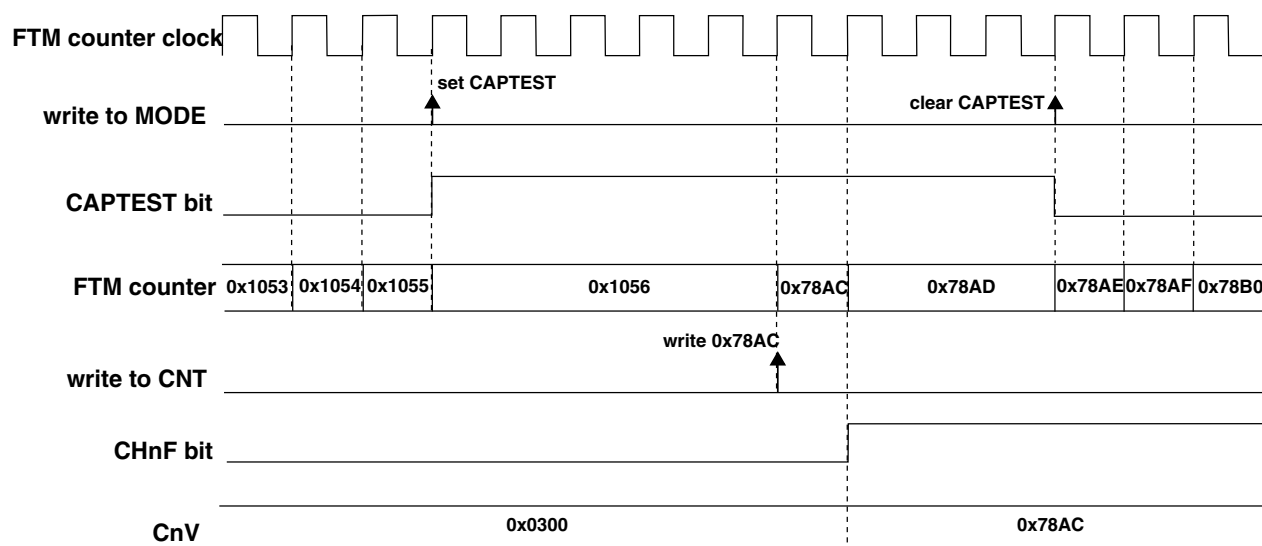 FTM counter clock
set CAPTEST
write to MODE
clear CAPTEST
CAPTEST bit
FTM counter 0x1053 0x1054 0x1055 0x1056 0x78AC 0x78AD 0x78AE 0x78AF 0x78B0
write 0x78AC
write to CNT
CHnF bit
CnV 0x0300 0x78AC